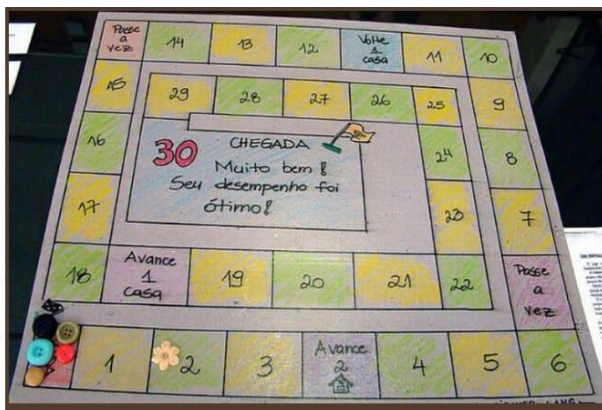 Passe
a
vez
14
13
12
Volte
1
casa
11
10
15
29
28
27
26
25
9
16
30
CHEGADA
Muito bem!
Seu desempenho foi
ótimo!
24
8
17
23
7
18
Avance
1
casa
19
20
21
22
Passe
a
vez
1
2
3
Avance
2
4
5
6